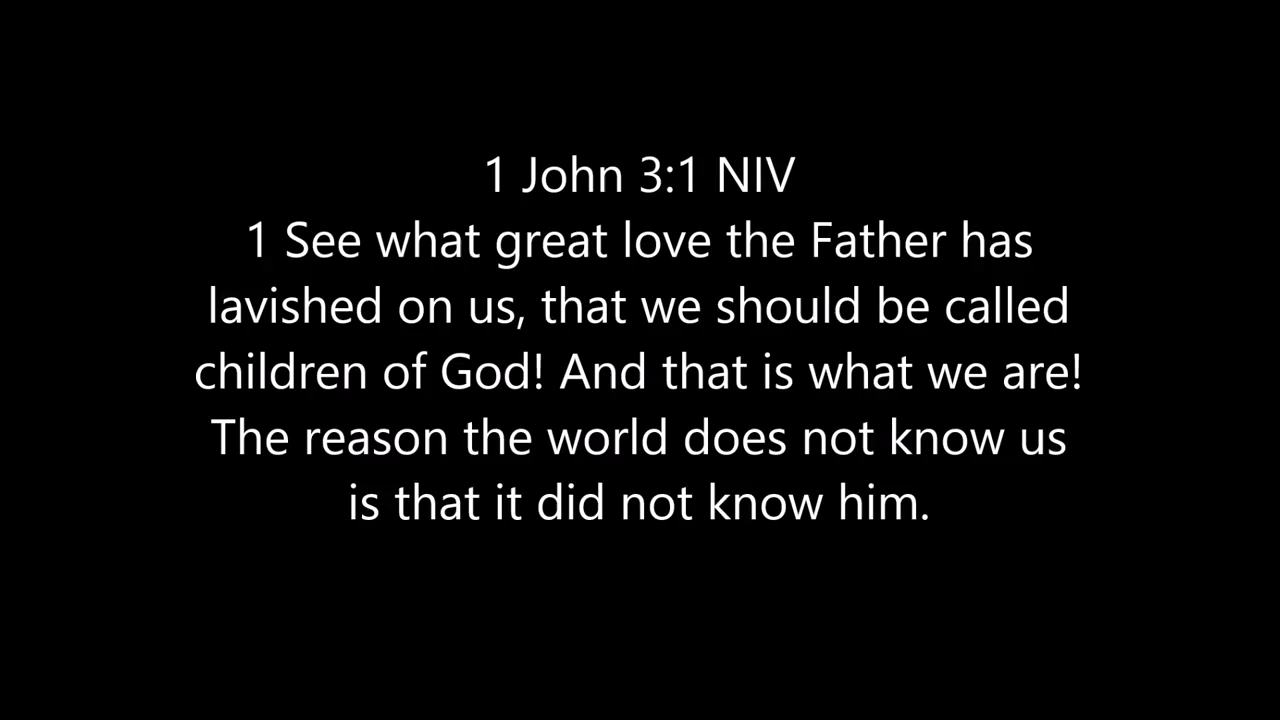 1 John 3:1 NIV
1 See what great love the Father has
lavished on us, that we should be called
children of God! And that is what we are!
The reason the world does not know us
is that it did not know him.